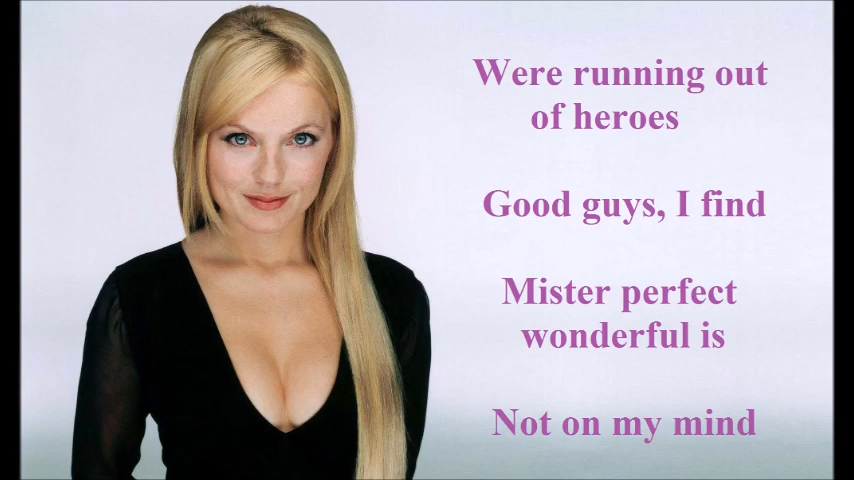 Were running out
of heroes
Good guys, I find
Mister perfect
wonderful is
Not on my mind